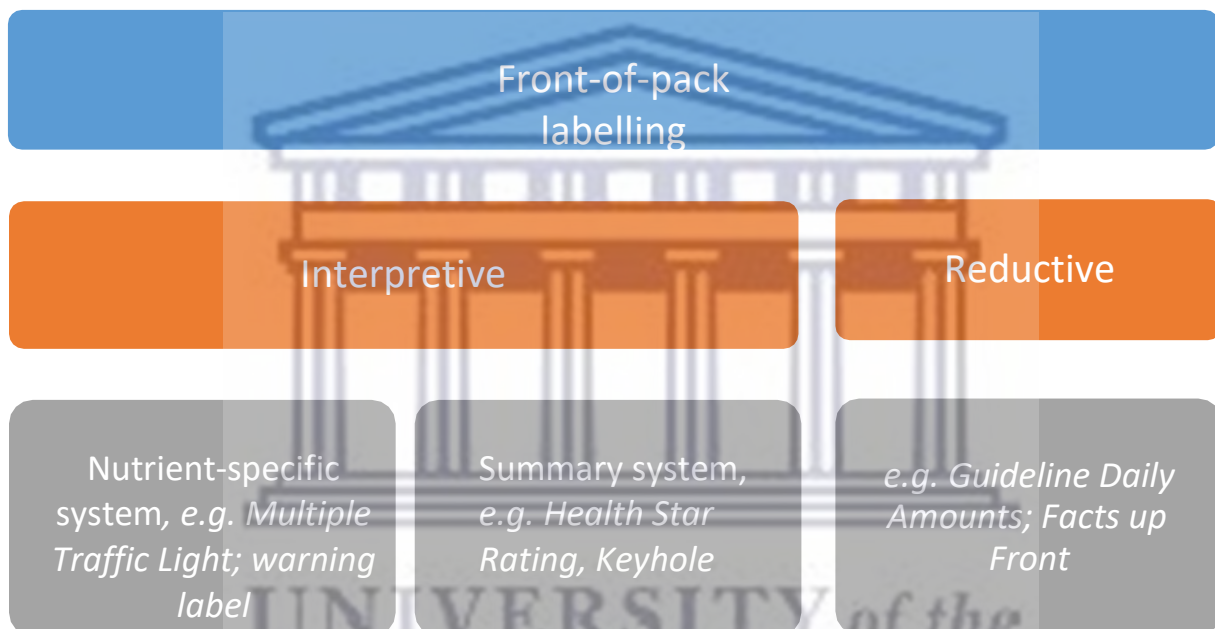 Front-of-pack
labelling
Interpretive
Reductive
Nutrient-specific
system, e.g. Multiple
Traffic Light; warning
label
Summary system,
e.g. Health Star
Rating, Keyhole
e.g. Guideline Daily
Amounts; Facts up
Front
UNIVERSITY of the